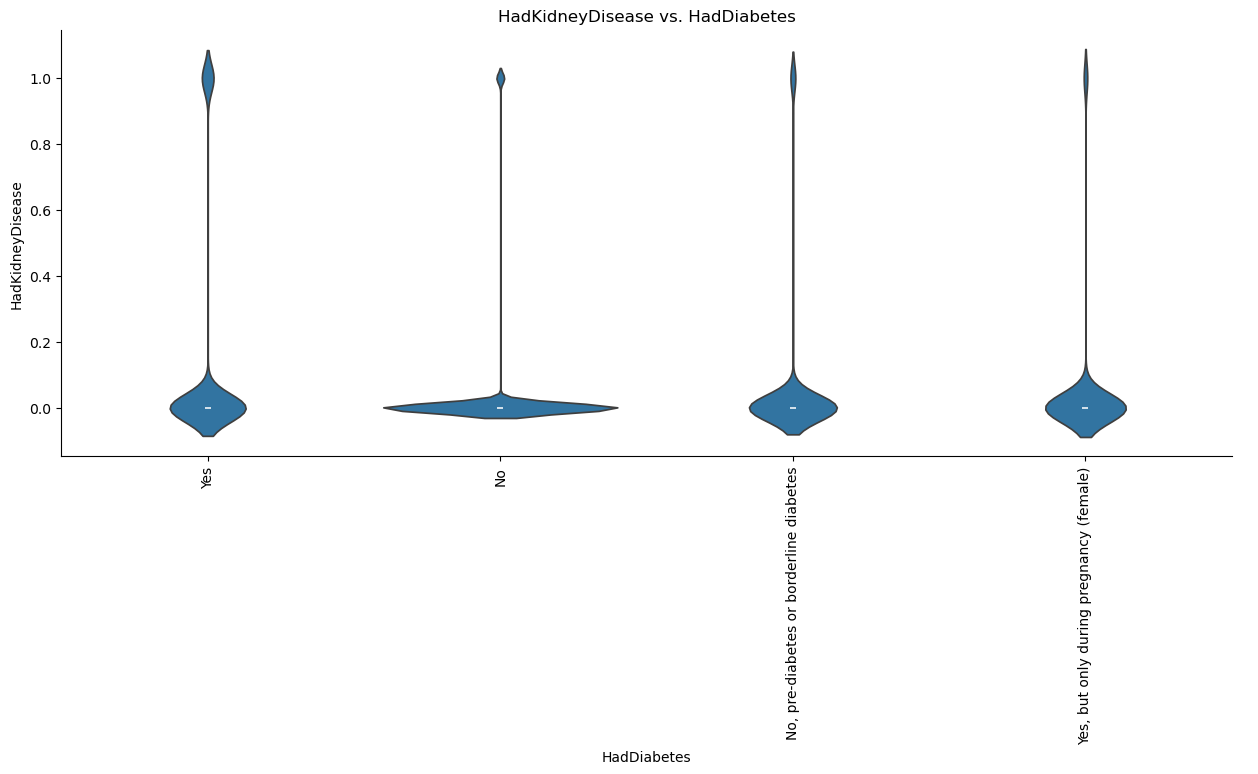 HadKidneyDisease vs. HadDiabetes
HadKidneyDisease
1.0
0.8
0.6
0.4
0.2
0.0
Yes
No
No, pre-diabetes or borderline diabetes
Yes, but only during pregnancy (female)
HadDiabetes